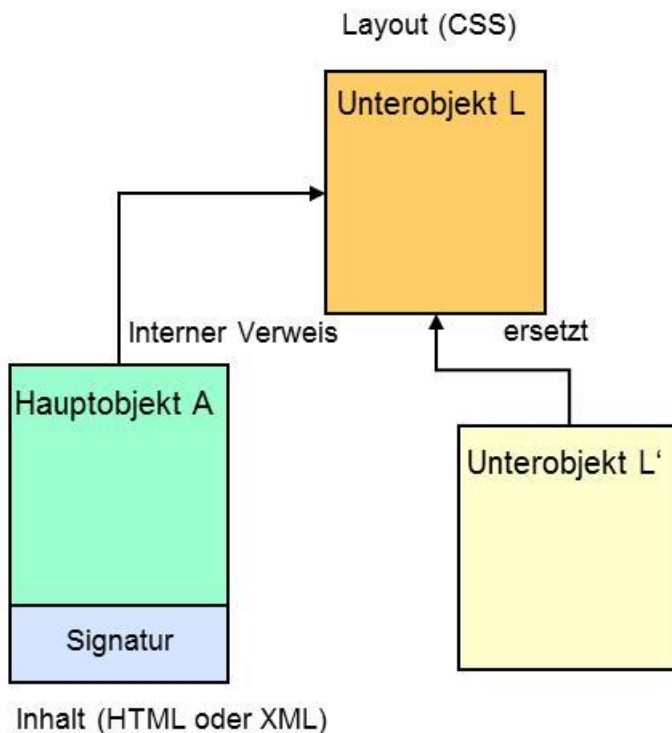 Layout (CSS)
Unterobjekt L
Interner Verweis
ersetzt
Hauptobjekt A
Unterobjekt L‘
Signatur
Inhalt (HTML oder XML)